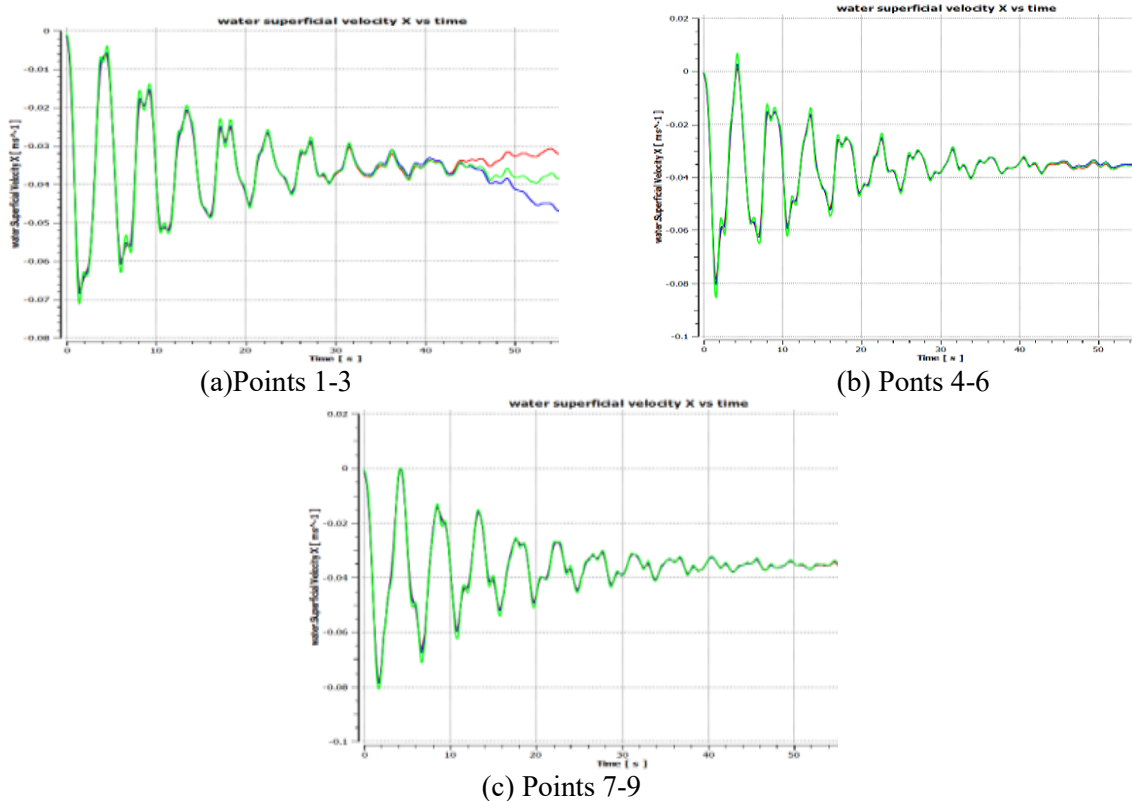 water superficial velocity X vs time
0
-0.01
-0.02
-0.03
-0.04
-0.05
-0.06
-0.07
-0.08
water Superficial Velocity X [ ms^-1 ]
0 10 20 30 40 50
Time [ s ]
(a)Points 1-3
water superficial velocity X vs time
0.02
0
-0.02
-0.04
-0.06
-0.08
-0.1
water Superficial Velocity X [ ms^-1 ]
0 10 20 30 40 50
Time [ s ]
(b) Ponts 4-6
water superficial velocity X vs time
0.02
0
-0.02
-0.04
-0.06
-0.08
-0.1
water Superficial Velocity X [ ms^-1 ]
0 10 20 30 40 50
Time [ s ]
(c) Points 7-9